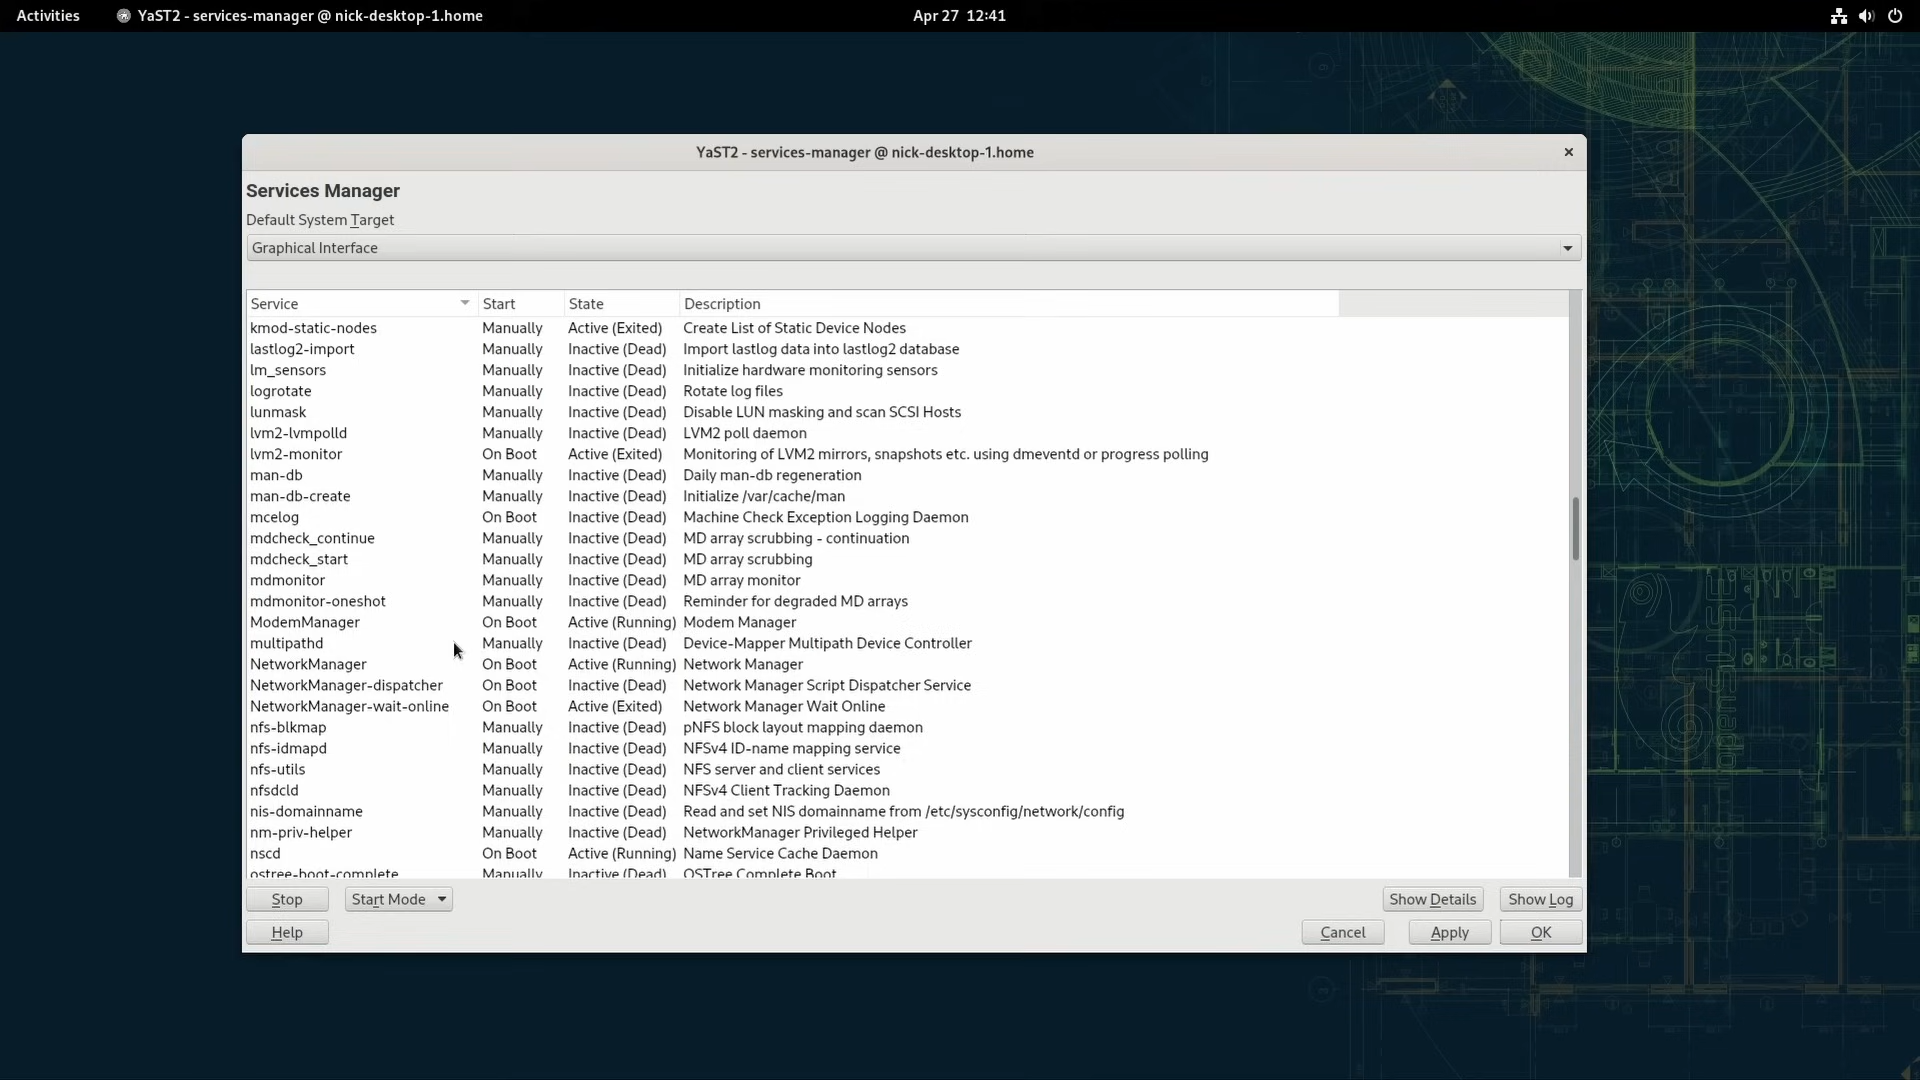 Activities YaST2 - services-manager @ nick-desktop-1.home Apr 27 12:41
YaST2 - services-manager @ nick-desktop-1.home ×
Services Manager
Default System Target
Graphical Interface
Service Start State Description
kmod-static-nodes Manually Active (Exited) Create List of Static Device Nodes
lastlog2-import Manually Inactive (Dead) Import lastlog data into lastlog2 database
lm_sensors Manually Inactive (Dead) Initialize hardware monitoring sensors
logrotate Manually Inactive (Dead) Rotate log files
lunmask Manually Inactive (Dead) Disable LUN masking and scan SCSI Hosts
lvm2-lvmpolld Manually Inactive (Dead) LVM2 poll daemon
lvm2-monitor On Boot Active (Exited) Monitoring of LVM2 mirrors, snapshots etc. using dmeventd or progress polling
man-db Manually Inactive (Dead) Daily man-db regeneration
man-db-create Manually Inactive (Dead) Initialize /var/cache/man
mcelog On Boot Inactive (Dead) Machine Check Exception Logging Daemon
mdcheck_continue Manually Inactive (Dead) MD array scrubbing - continuation
mdcheck_start Manually Inactive (Dead) MD array scrubbing
mdmonitor Manually Inactive (Dead) MD array monitor
mdmonitor-oneshot Manually Inactive (Dead) Reminder for degraded MD arrays
ModemManager On Boot Active (Running) Modem Manager
multipathd Manually Inactive (Dead) Device-Mapper Multipath Device Controller
NetworkManager On Boot Active (Running) Network Manager
NetworkManager-dispatcher On Boot Inactive (Dead) Network Manager Script Dispatcher Service
NetworkManager-wait-online On Boot Active (Exited) Network Manager Wait Online
nfs-blkmap Manually Inactive (Dead) pNFS block layout mapping daemon
nfs-idmapd Manually Inactive (Dead) NFSv4 ID-name mapping service
nfs-utils Manually Inactive (Dead) NFS server and client services
nfsdcld Manually Inactive (Dead) NFSv4 Client Tracking Daemon
nis-domainname Manually Inactive (Dead) Read and set NIS domainname from /etc/sysconfig/network/config
nm-priv-helper Manually Inactive (Dead) NetworkManager Privileged Helper
nscd On Boot Active (Running) Name Service Cache Daemon
ostree-boot-complete Manually Inactive (Dead) OSTree Complete Boot
Stop Start Mode Show Details Show Log
Help Cancel Apply OK
openSUSE